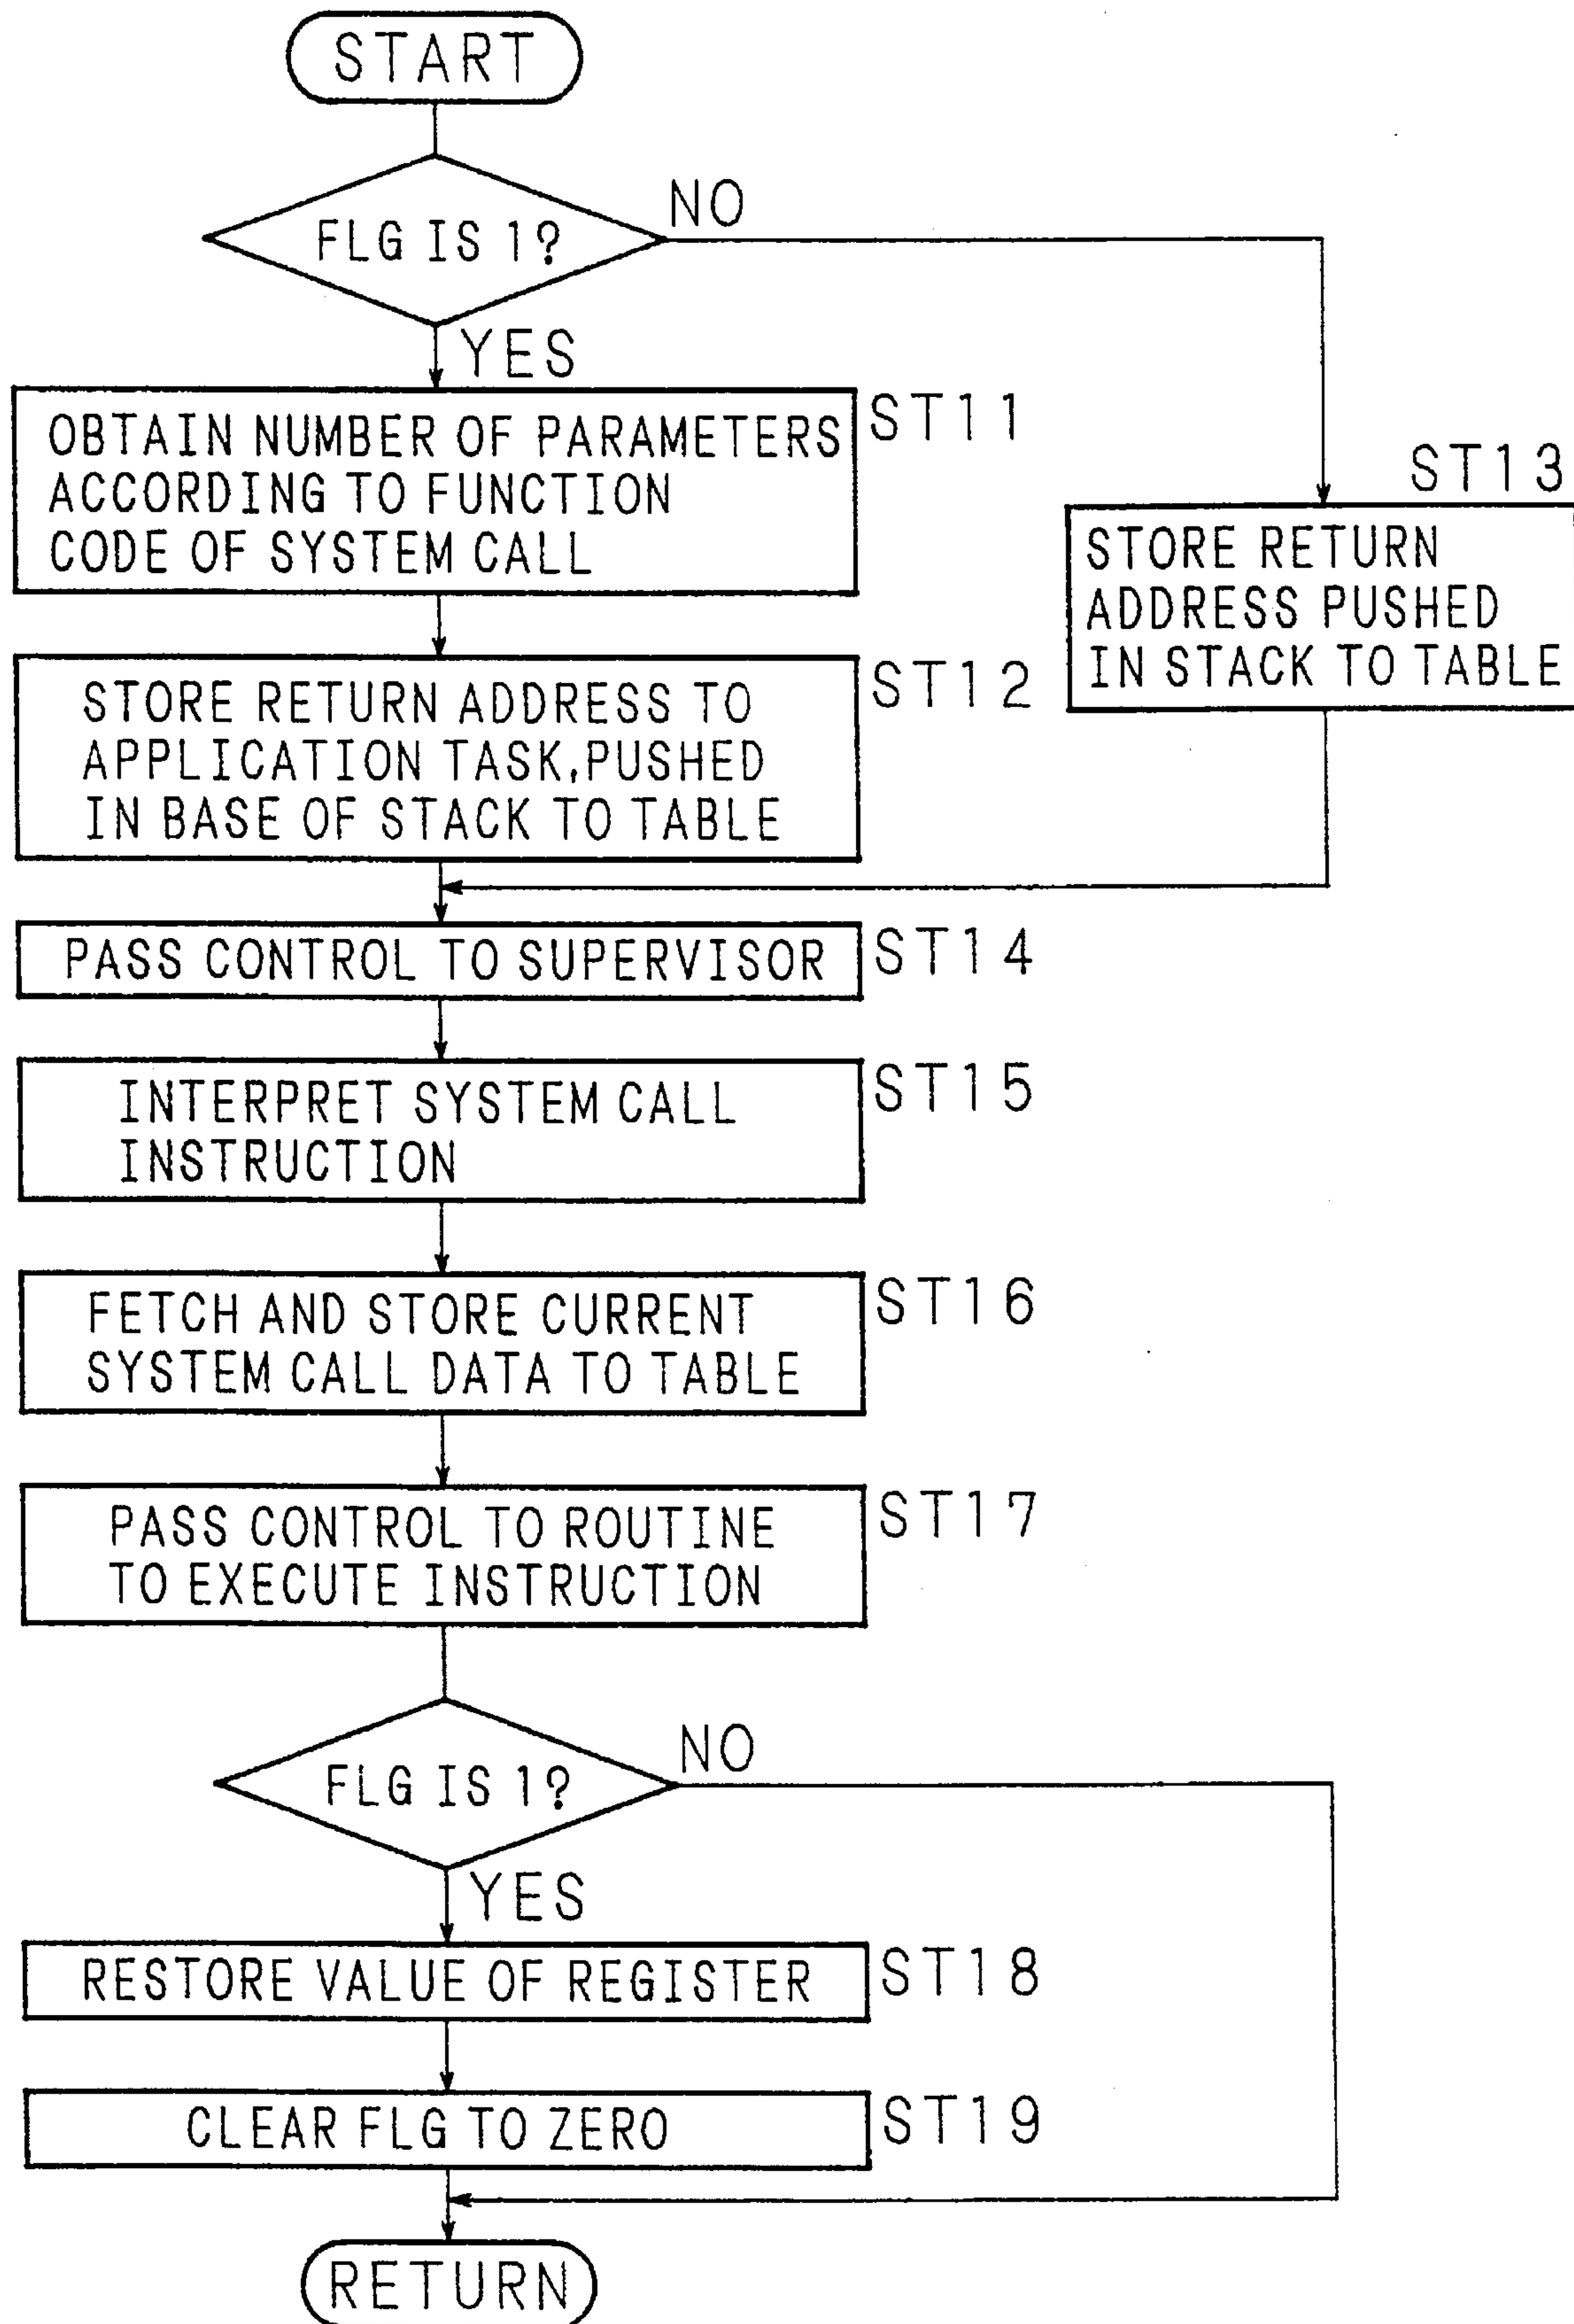 START
FLG IS 1?
NO
YES
OBTAIN NUMBER OF PARAMETERS
ACCORDING TO FUNCTION
CODE OF SYSTEM CALL
ST11
ST13
STORE RETURN
ADDRESS PUSHED
IN STACK TO TABLE
STORE RETURN ADDRESS TO
APPLICATION TASK,PUSHED
IN BASE OF STACK TO TABLE
ST12
PASS CONTROL TO SUPERVISOR
ST14
INTERPRET SYSTEM CALL
INSTRUCTION
ST15
FETCH AND STORE CURRENT
SYSTEM CALL DATA TO TABLE
ST16
PASS CONTROL TO ROUTINE
TO EXECUTE INSTRUCTION
ST17
FLG IS 1?
NO
YES
RESTORE VALUE OF REGISTER
ST18
CLEAR FLG TO ZERO
ST19
RETURN